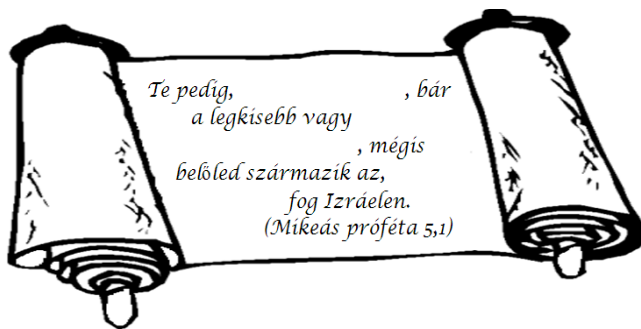 Te pedig, , bár
a legkisebb vagy
, mégis
belőled származik az,
fog Izráelen.
(Mikeás próféta 5,1)